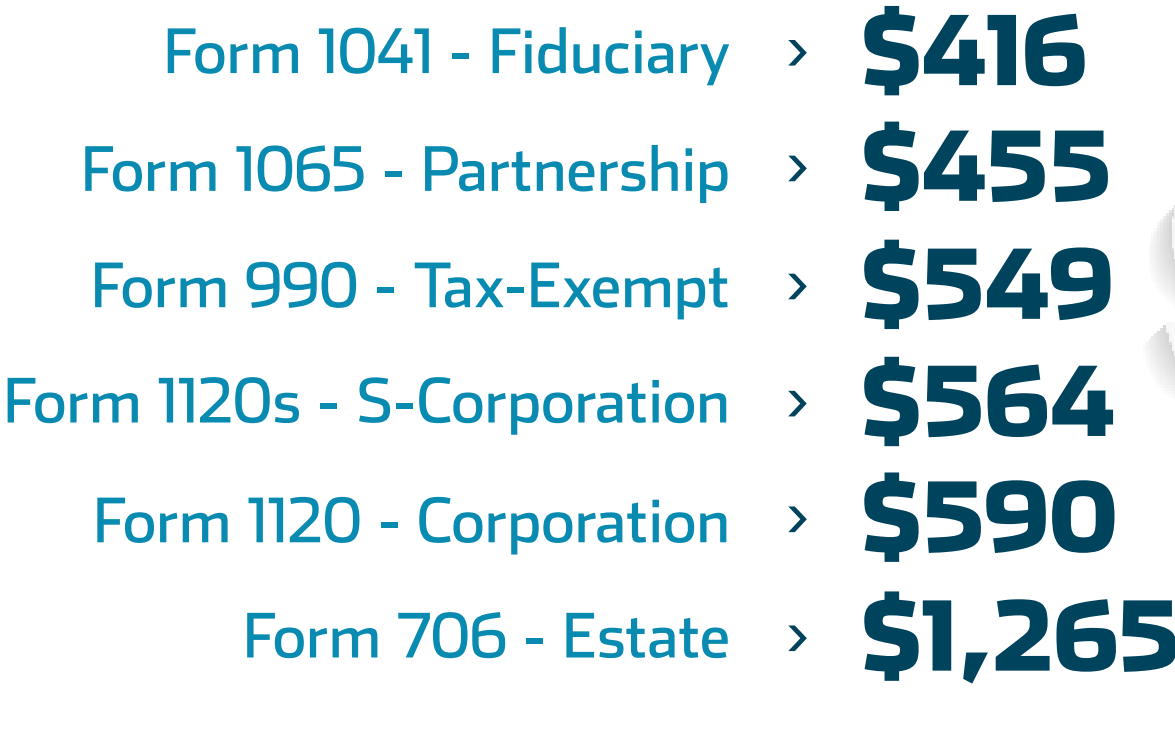 Form 1041 - Fiduciary › $416
Form 1065 - Partnership › $455
Form 990 - Tax-Exempt › $549
Form 1120s - S-Corporation › $564
Form 1120 - Corporation › $590
Form 706 - Estate › $1,265